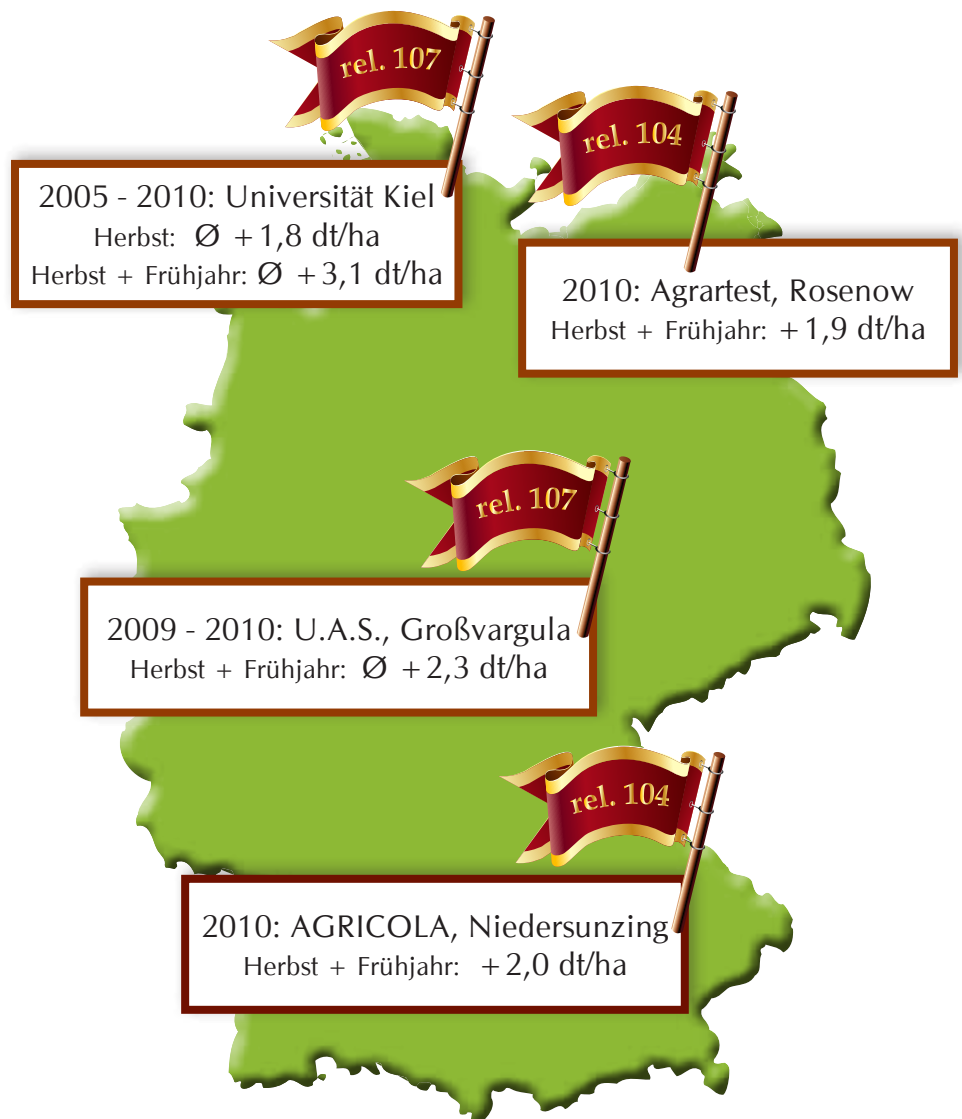 rel. 107
rel. 104
2005 - 2010: Universität Kiel
Herbst: Ø +1,8 dt/ha
Herbst + Frühjahr: Ø +3,1 dt/ha
2010: Agrartest, Rosenow
Herbst + Frühjahr: +1,9 dt/ha
rel. 107
2009 - 2010: U.A.S., Großvargula
Herbst + Frühjahr: Ø +2,3 dt/ha
rel. 104
2010: AGRICOLA, Niedersunzing
Herbst + Frühjahr: +2,0 dt/ha